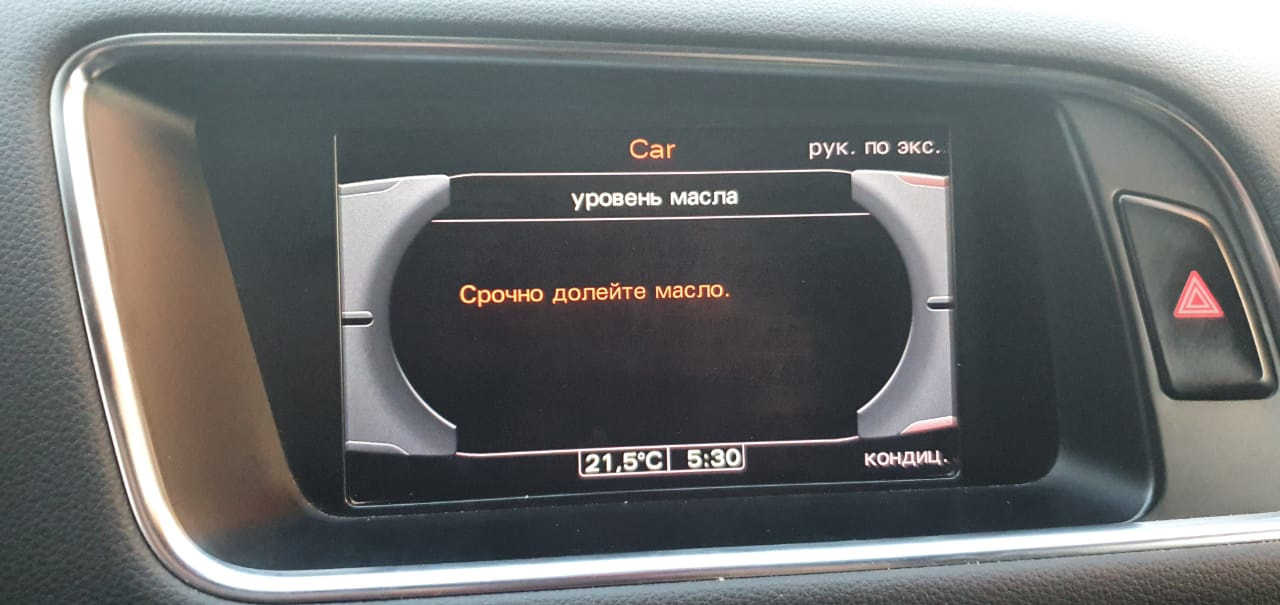 Car
рук. по экс.
уровень масла
Срочно долейте масло.
21,5°C 5:30
кондиц.